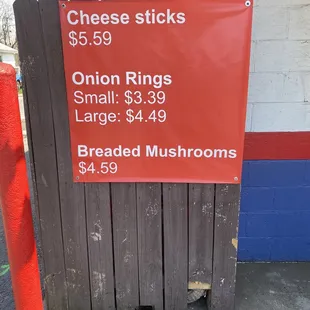 Cheese sticks
$5.59
Onion Rings
Small: $3.39
Large: $4.49
Breaded Mushrooms
$4.59